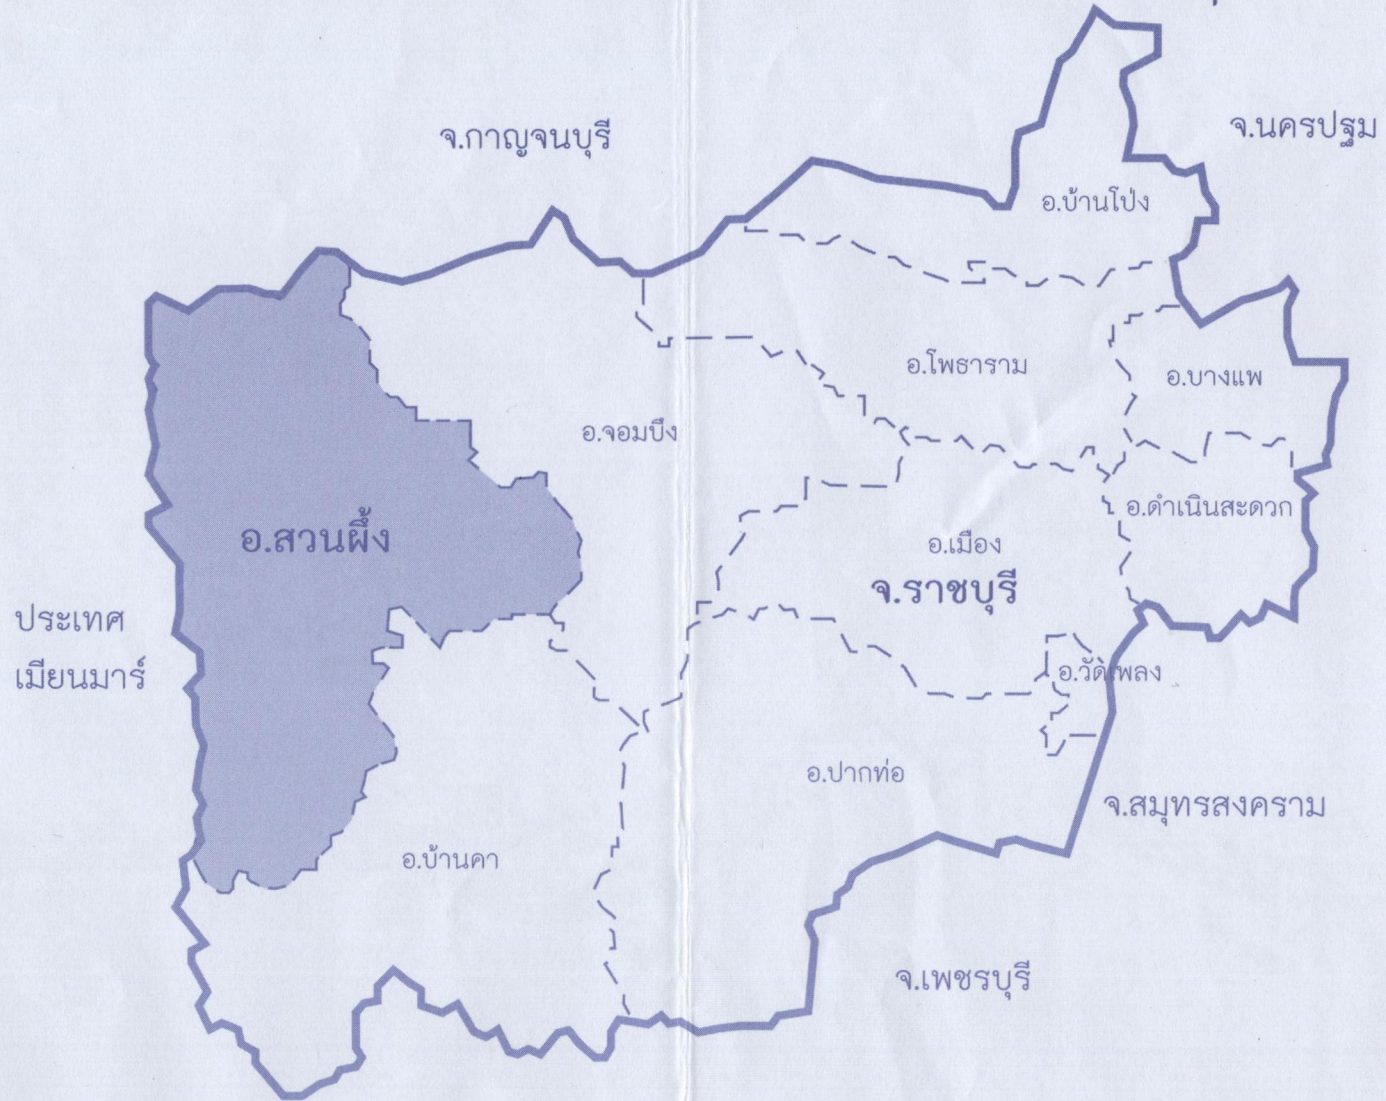 จ.กาญจนบุรี
จ.นครปฐม
อ.บ้านโป่ง
อ.โพธาราม
อ.บางแพ
อ.จอมบึง
อ.ดำเนินสะดวก
อ.สวนผึ้ง
อ.เมือง
จ.ราชบุรี
ประเทศ
เมียนมาร์
อ.วัดเพลง
อ.ปากท่อ
จ.สมุทรสงคราม
อ.บ้านคา
จ.เพชรบุรี